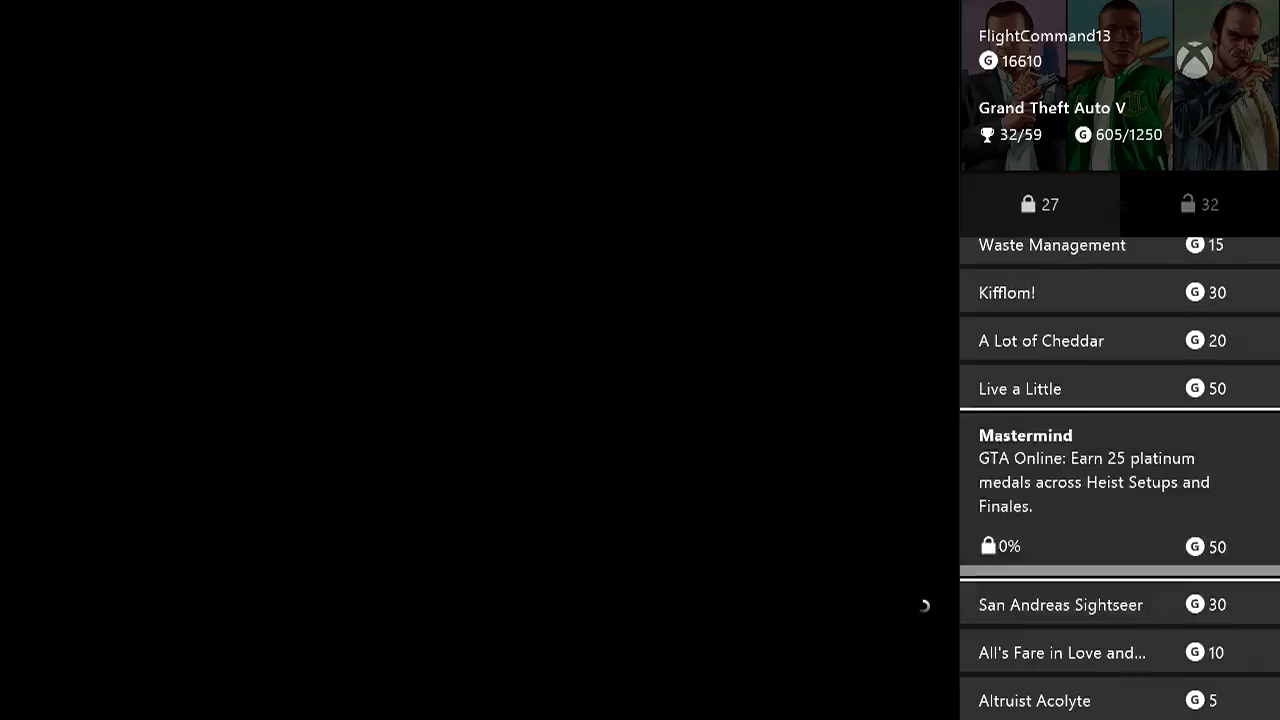 FlightCommand13
G 16610
Grand Theft Auto V
32/59 G 605/1250
27 32
Waste Management G 15
Kifflom! G 30
A Lot of Cheddar G 20
Live a Little G 50
Mastermind
GTA Online: Earn 25 platinum
medals across Heist Setups and
Finales.
0% G 50
San Andreas Sightseer G 30
All's Fare in Love and... G 10
Altruist Acolyte G 5